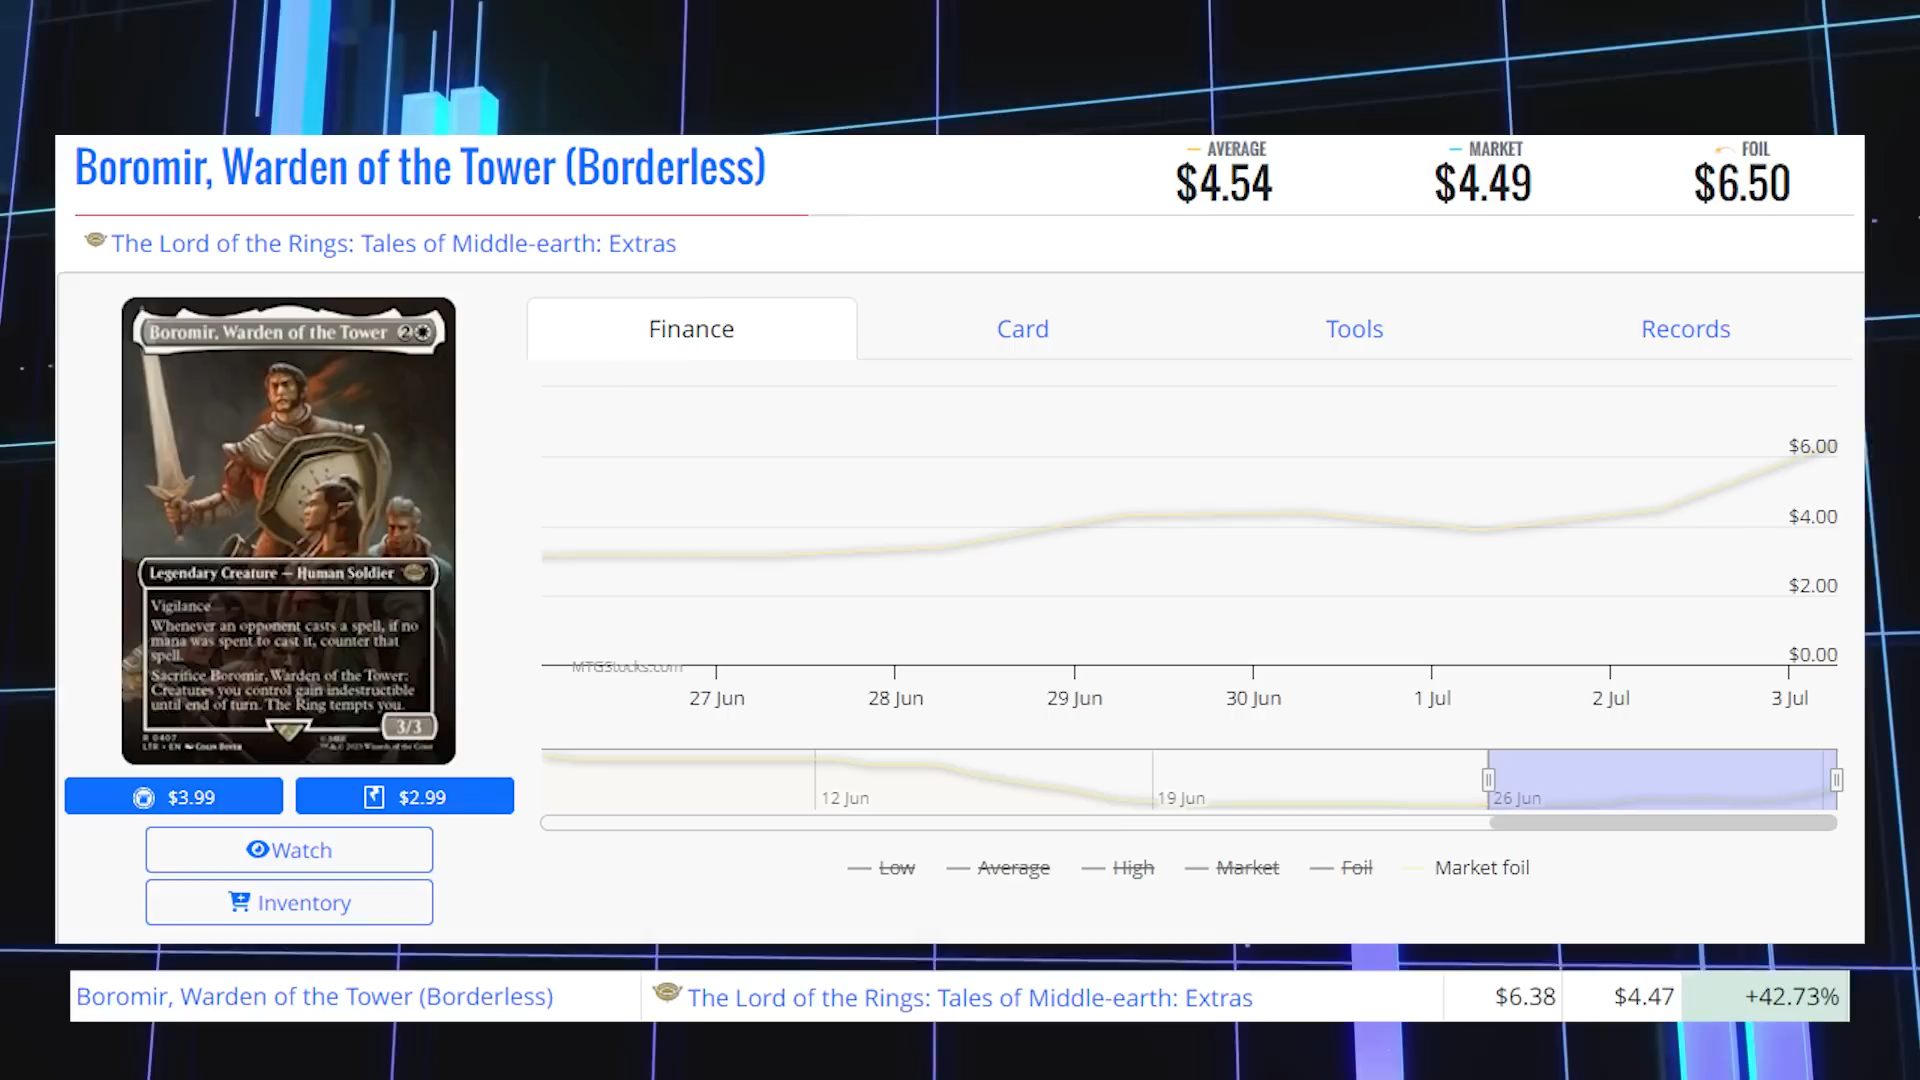 Boromir, Warden of the Tower (Borderless)
AVERAGE
$4.54
MARKET
$4.49
FOIL
$6.50
The Lord of the Rings: Tales of Middle-earth: Extras
Boromir, Warden of the Tower 2
Legendary Creature — Human Soldier
Vigilance
Whenever an opponent casts a spell, if no
mana was spent to cast it, counter that
spell.
Sacrifice Boromir, Warden of the Tower:
Creatures you control gain indestructible
until end of turn. The Ring tempts you.
3/3
R 0407
LTR • EN
$3.99
$2.99
Watch
Inventory
Finance
Card
Tools
Records
$6.00
$4.00
$2.00
$0.00
MTGStocks.com
27 Jun
28 Jun
29 Jun
30 Jun
1 Jul
2 Jul
3 Jul
12 Jun
19 Jun
26 Jun
Low
Average
High
Market
Foil
Market foil
Boromir, Warden of the Tower (Borderless)
The Lord of the Rings: Tales of Middle-earth: Extras
$6.38
$4.47
+42.73%